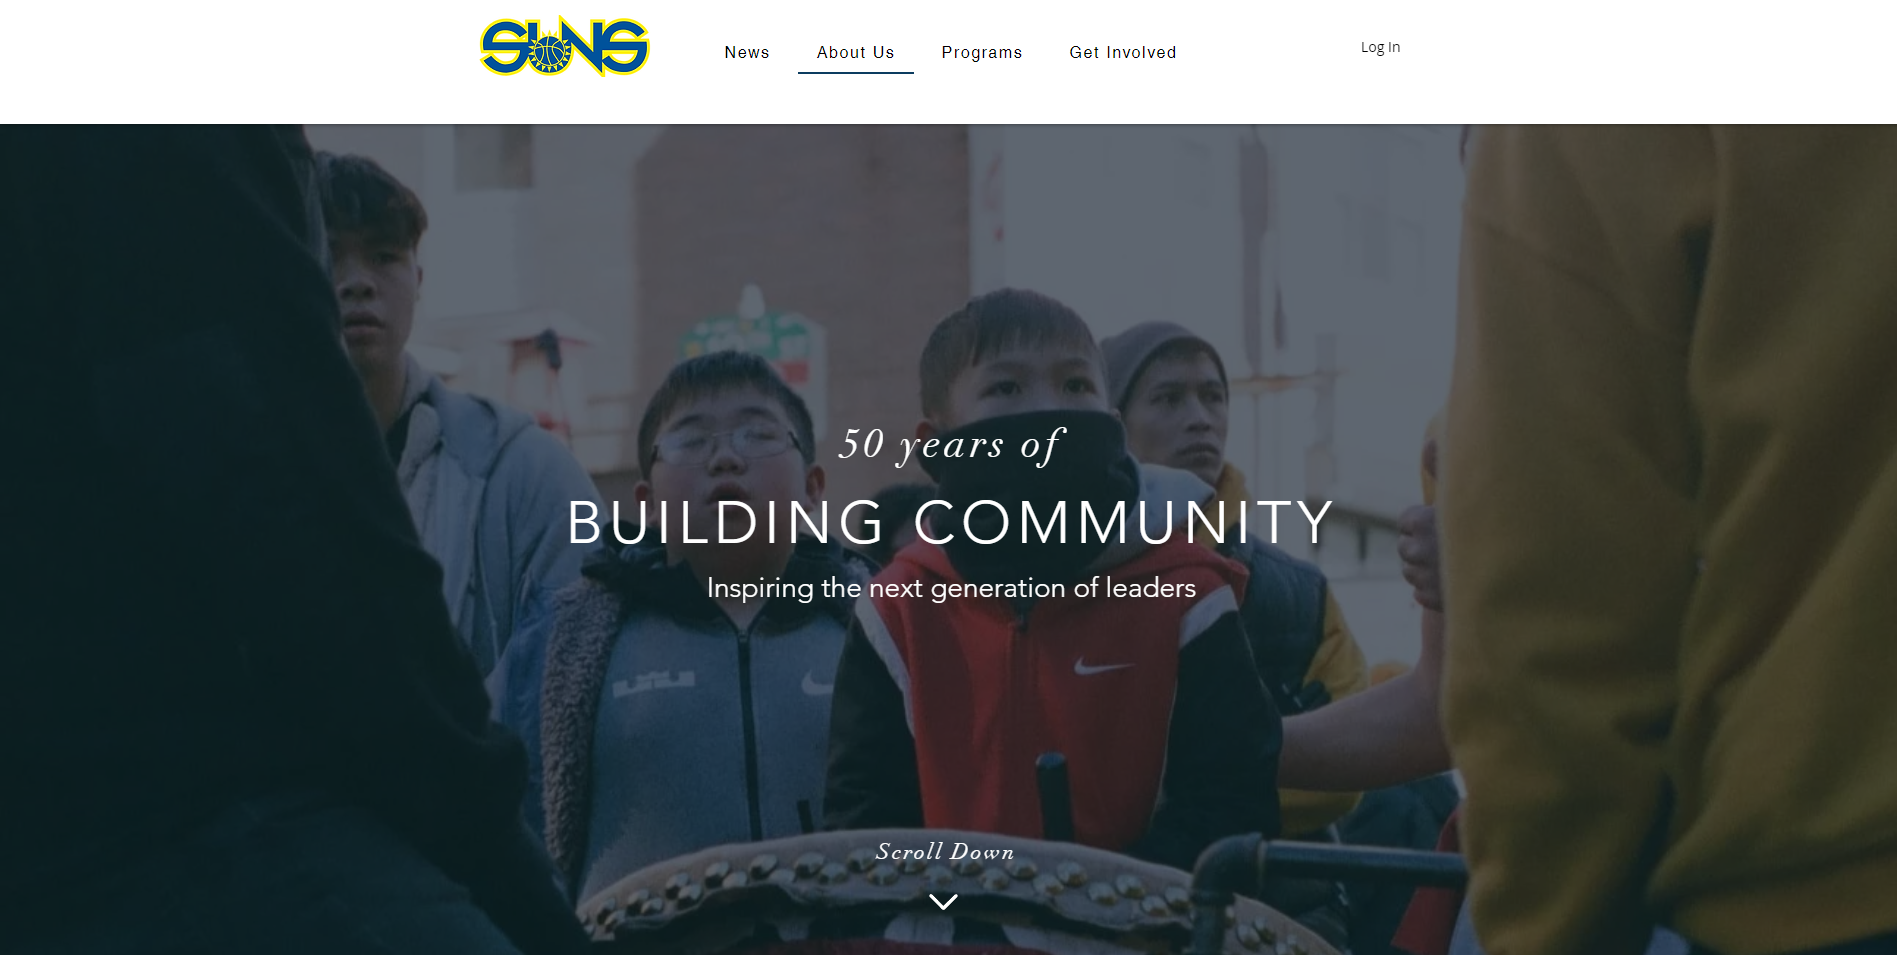 SUNS
News
About Us
Programs
Get Involved
Log In
50 years of
BUILDING COMMUNITY
Inspiring the next generation of leaders
Scroll Down